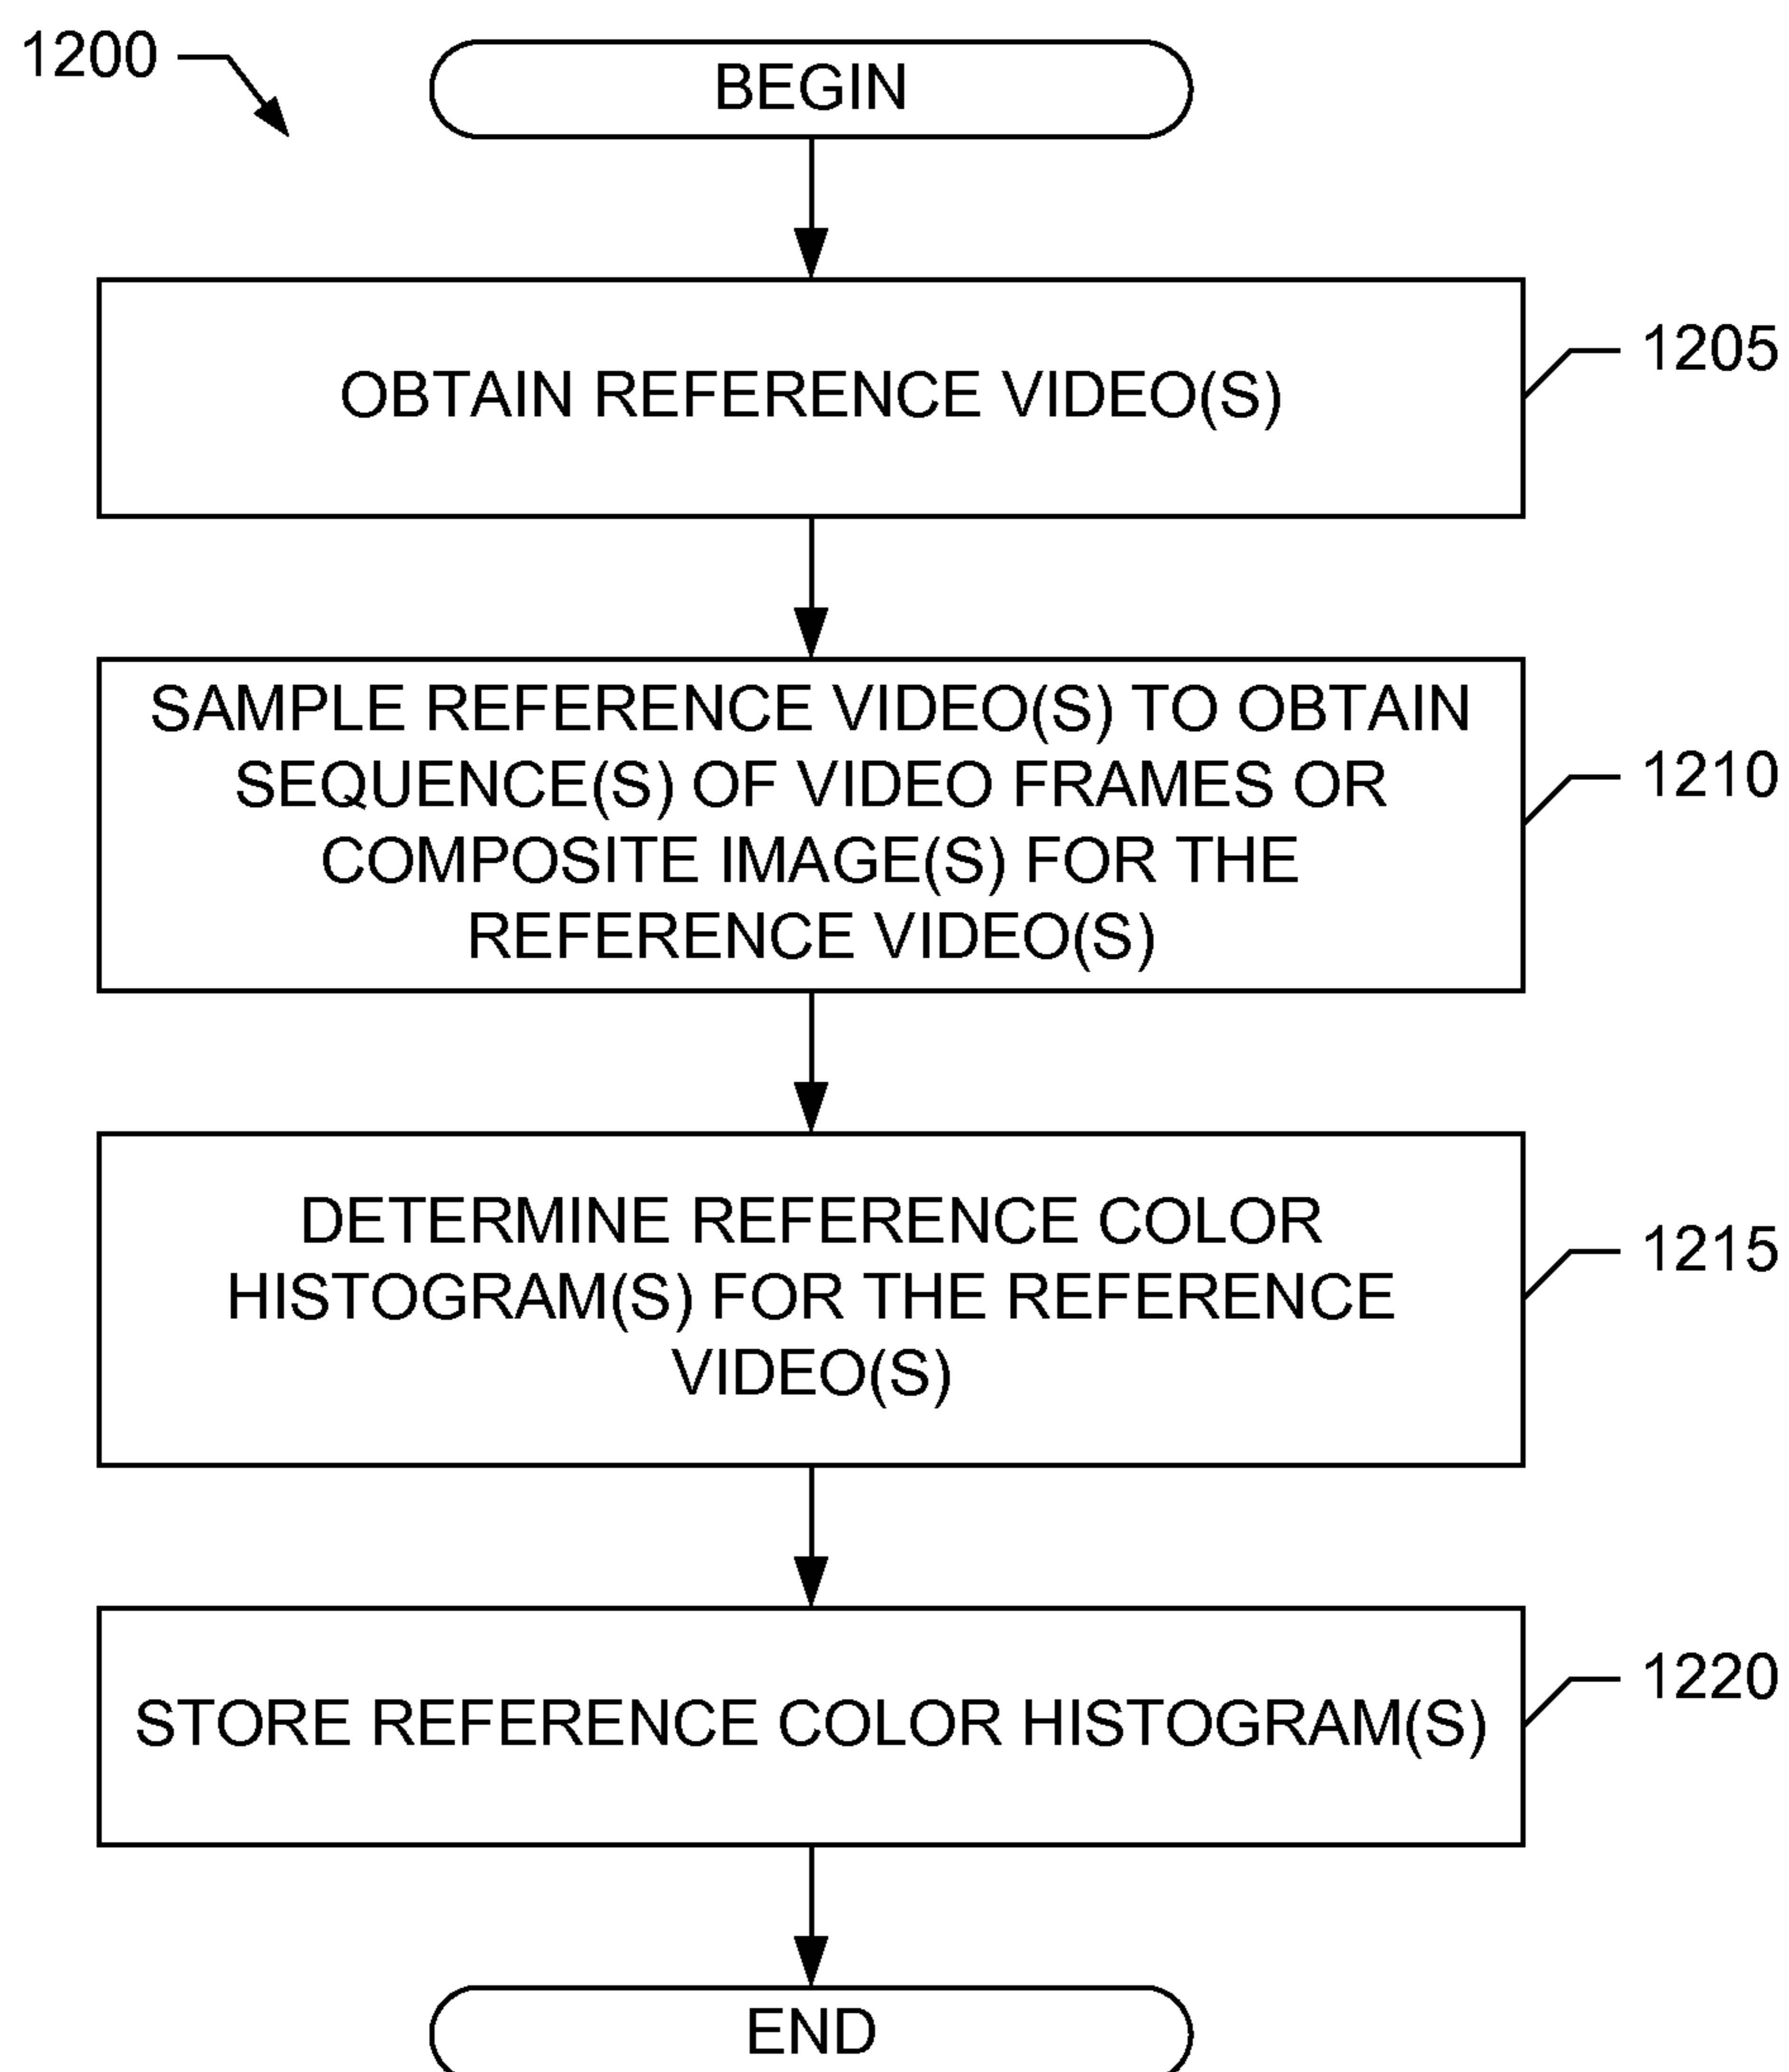 1200
BEGIN
OBTAIN REFERENCE VIDEO(S)
1205
SAMPLE REFERENCE VIDEO(S) TO OBTAIN
SEQUENCE(S) OF VIDEO FRAMES OR
COMPOSITE IMAGE(S) FOR THE
REFERENCE VIDEO(S)
1210
DETERMINE REFERENCE COLOR
HISTOGRAM(S) FOR THE REFERENCE
VIDEO(S)
1215
STORE REFERENCE COLOR HISTOGRAM(S)
1220
END